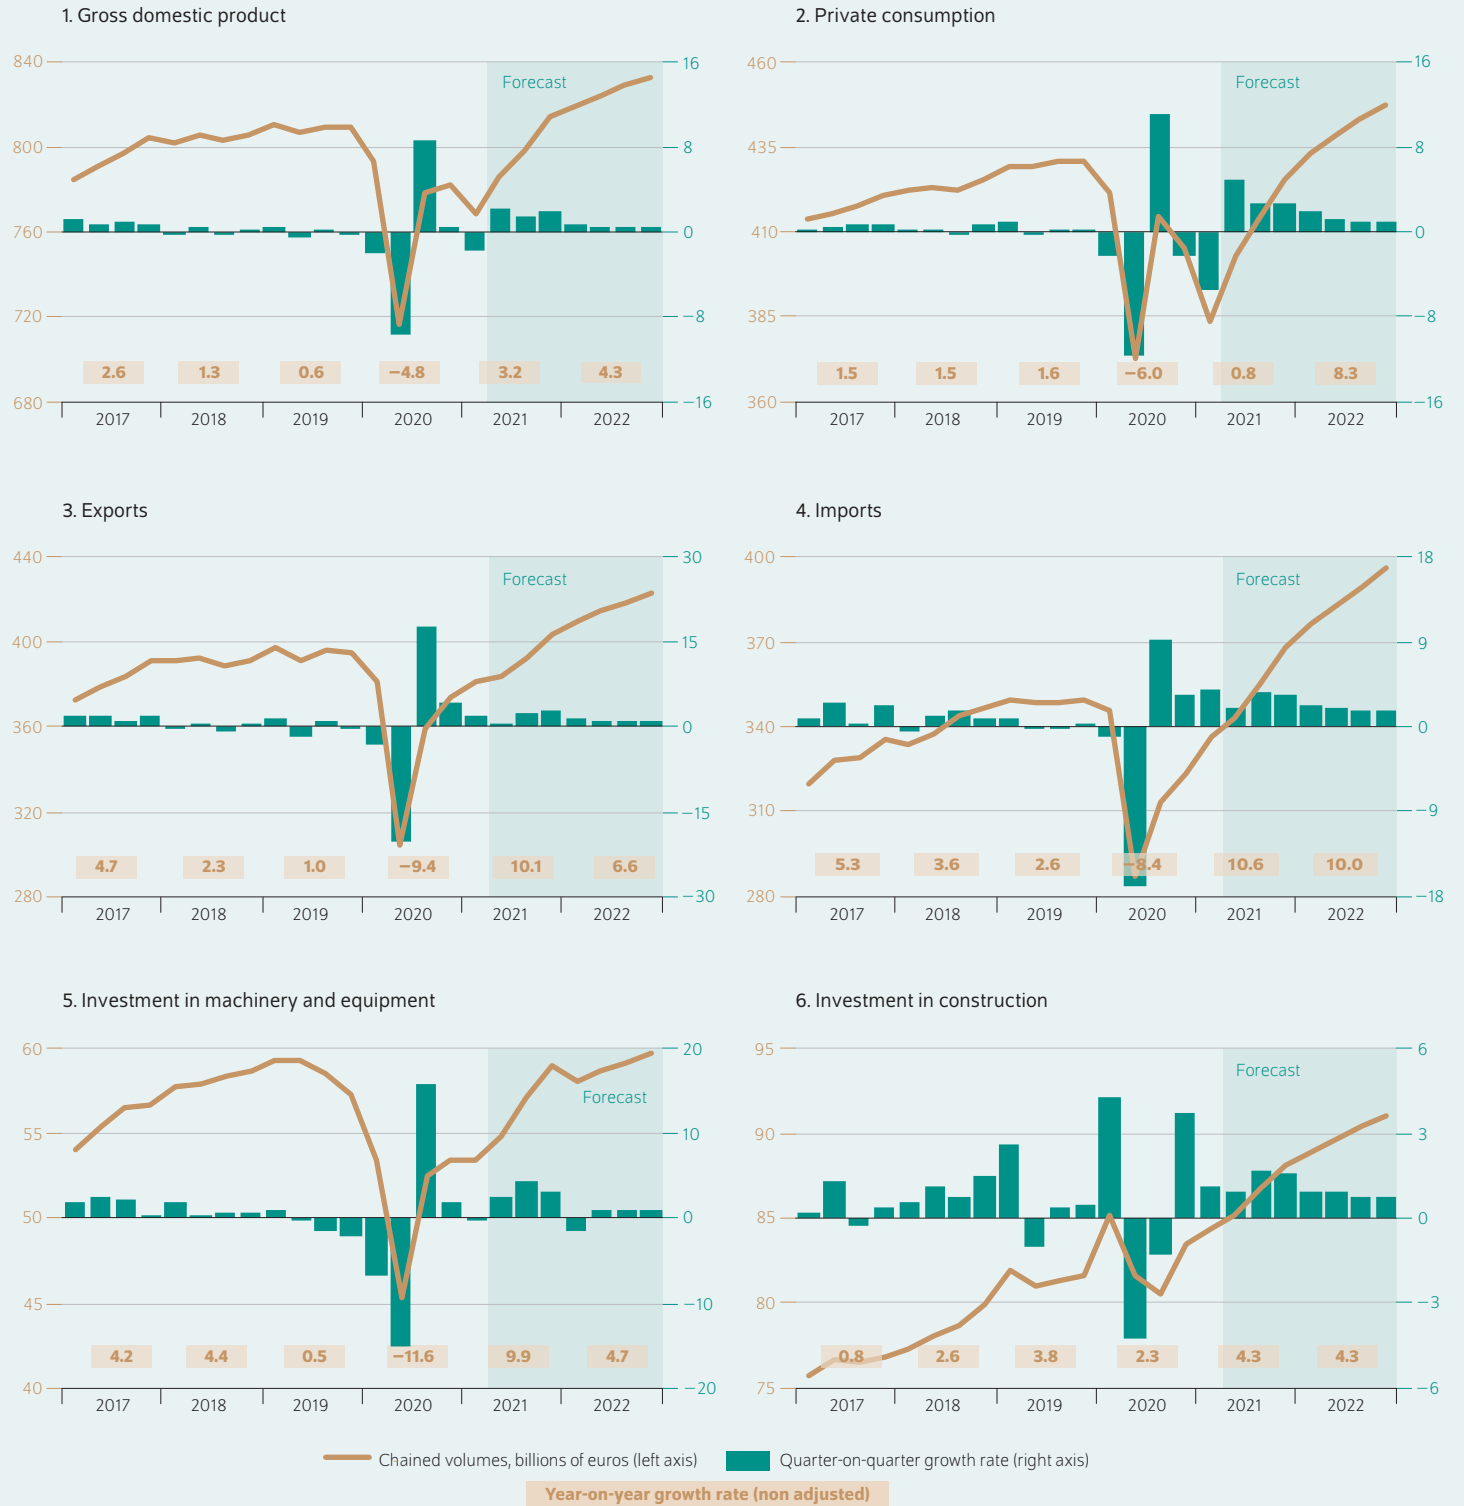 1. Gross domestic product
840
800
760
720
680
16
8
0
−8
−16
Forecast
2.6 1.3 0.6 −4.8 3.2 4.3
2017 2018 2019 2020 2021 2022
2. Private consumption
460
435
410
385
360
16
8
0
−8
−16
Forecast
1.5 1.5 1.6 −6.0 0.8 8.3
2017 2018 2019 2020 2021 2022
3. Exports
440
400
360
320
280
30
15
0
−15
−30
Forecast
4.7 2.3 1.0 −9.4 10.1 6.6
2017 2018 2019 2020 2021 2022
4. Imports
400
370
340
310
280
18
9
0
−9
−18
Forecast
5.3 3.6 2.6 −8.4 10.6 10.0
2017 2018 2019 2020 2021 2022
5. Investment in machinery and equipment
60
55
50
45
40
20
10
0
−10
−20
Forecast
4.2 4.4 0.5 −11.6 9.9 4.7
2017 2018 2019 2020 2021 2022
6. Investment in construction
95
90
85
80
75
6
3
0
−3
−6
Forecast
0.8 2.6 3.8 2.3 4.3 4.3
2017 2018 2019 2020 2021 2022
Chained volumes, billions of euros (left axis)
Quarter-on-quarter growth rate (right axis)
Year-on-year growth rate (non adjusted)